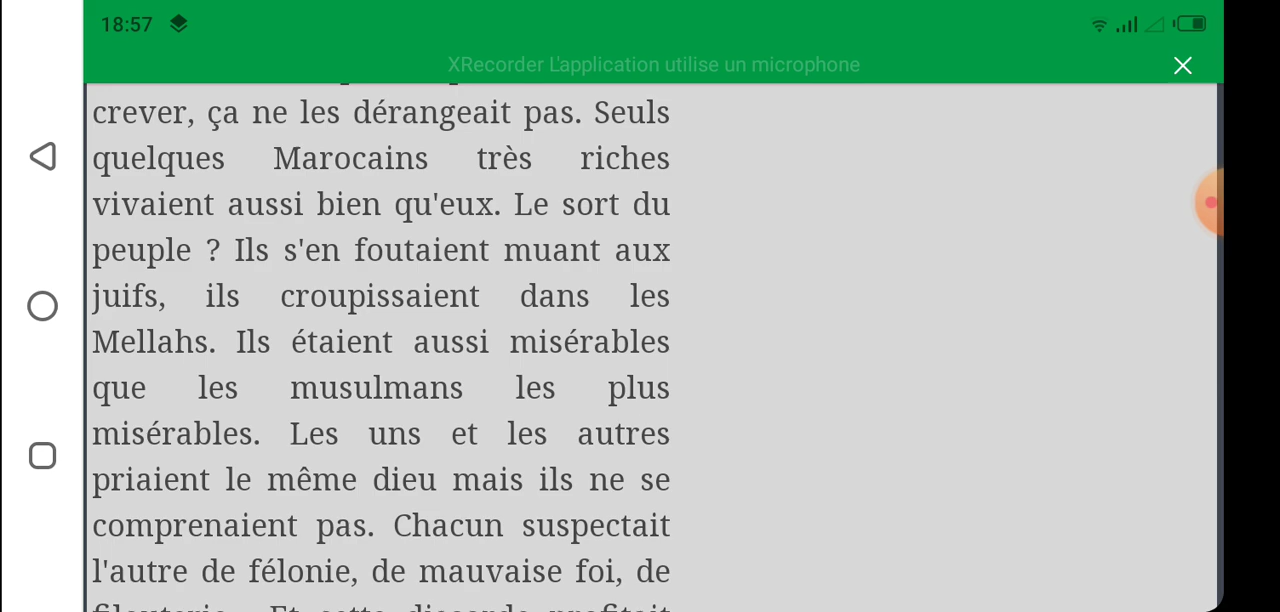 18:57
XRecorder L'application utilise un microphone
crever, ça ne les dérangeait pas. Seuls
quelques Marocains très riches
vivaient aussi bien qu'eux. Le sort du
peuple ? Ils s'en foutaient muant aux
juifs, ils croupissaient dans les
Mellahs. Ils étaient aussi misérables
que les musulmans les plus
misérables. Les uns et les autres
priaient le même dieu mais ils ne se
comprenaient pas. Chacun suspectait
l'autre de félonie, de mauvaise foi, de